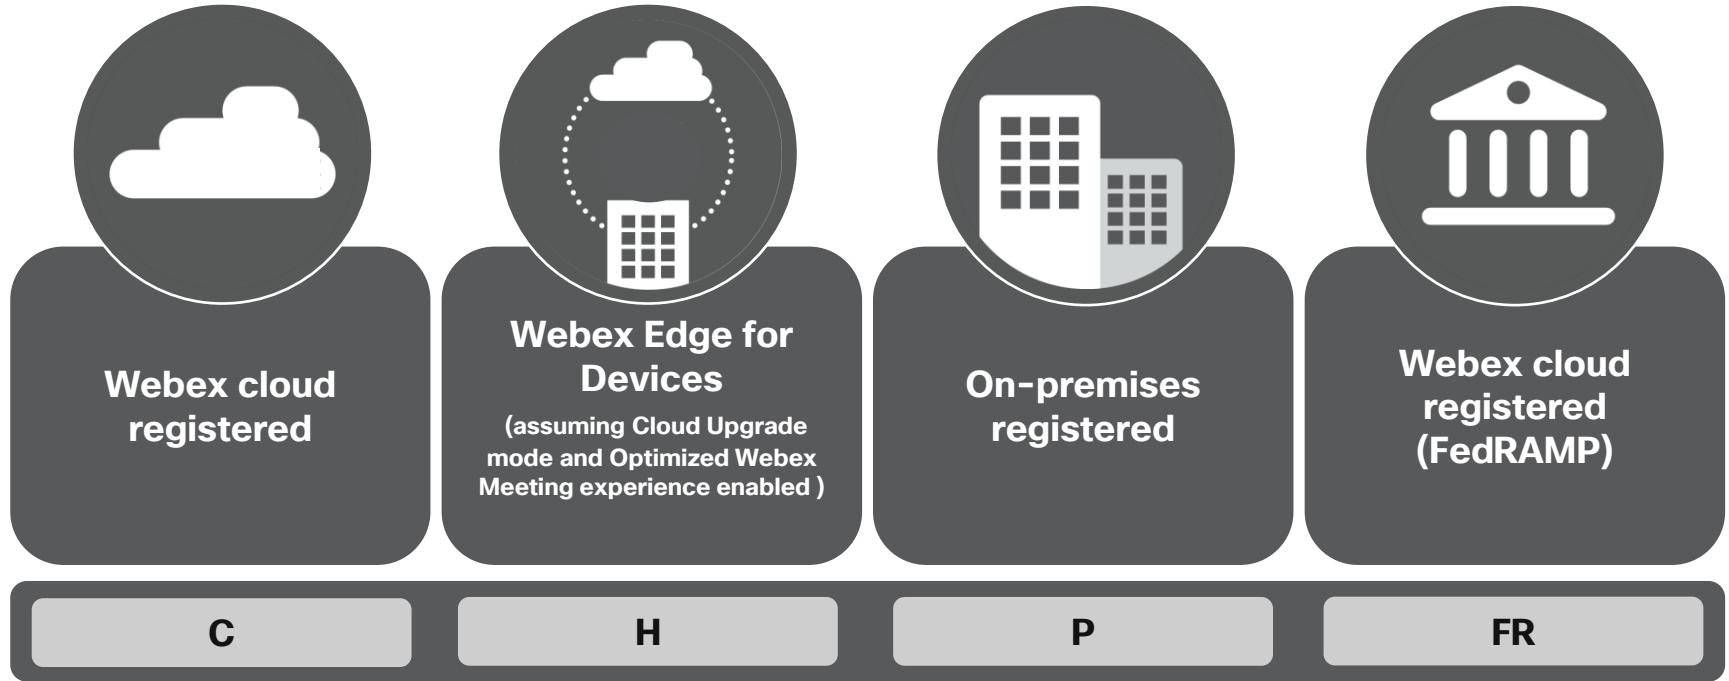 Webex cloud
registered
Webex Edge for
Devices
(assuming Cloud Upgrade
mode and Optimized Webex
Meeting experience enabled )
On-premises
registered
Webex cloud
registered
(FedRAMP)
C
H
P
FR